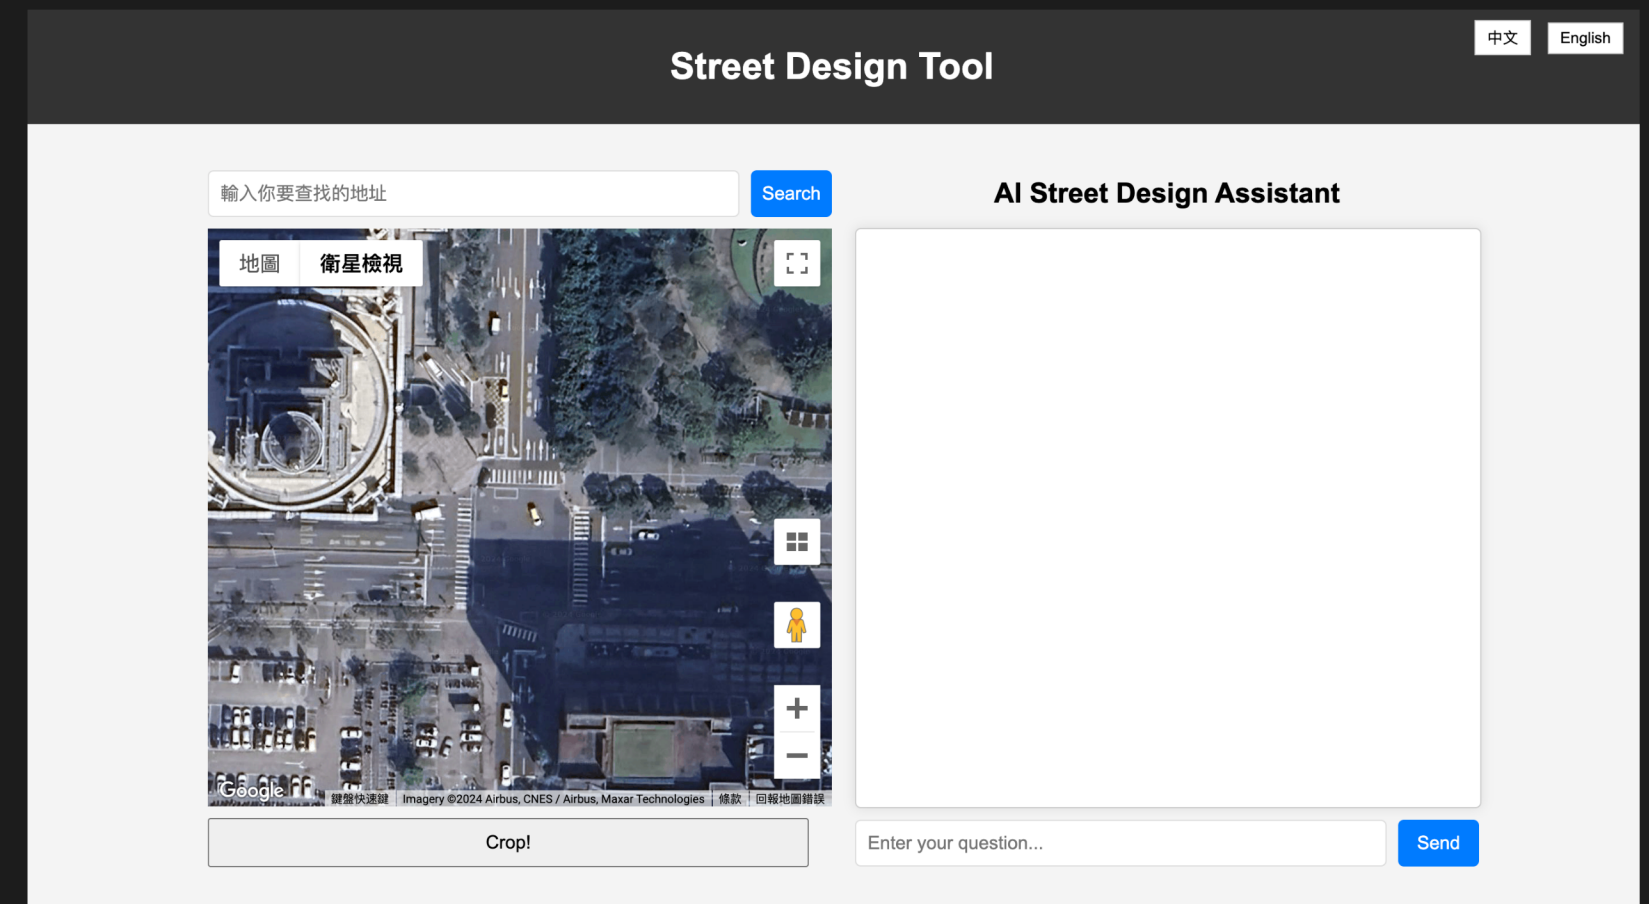 中文 English
Street Design Tool
輸入你要查找的地址 Search
AI Street Design Assistant
地圖 衛星檢視
Google
鍵盤快速鍵 Imagery ©2024 Airbus, CNES / Airbus, Maxar Technologies 條款 回報地圖錯誤
Crop!
Enter your question... Send